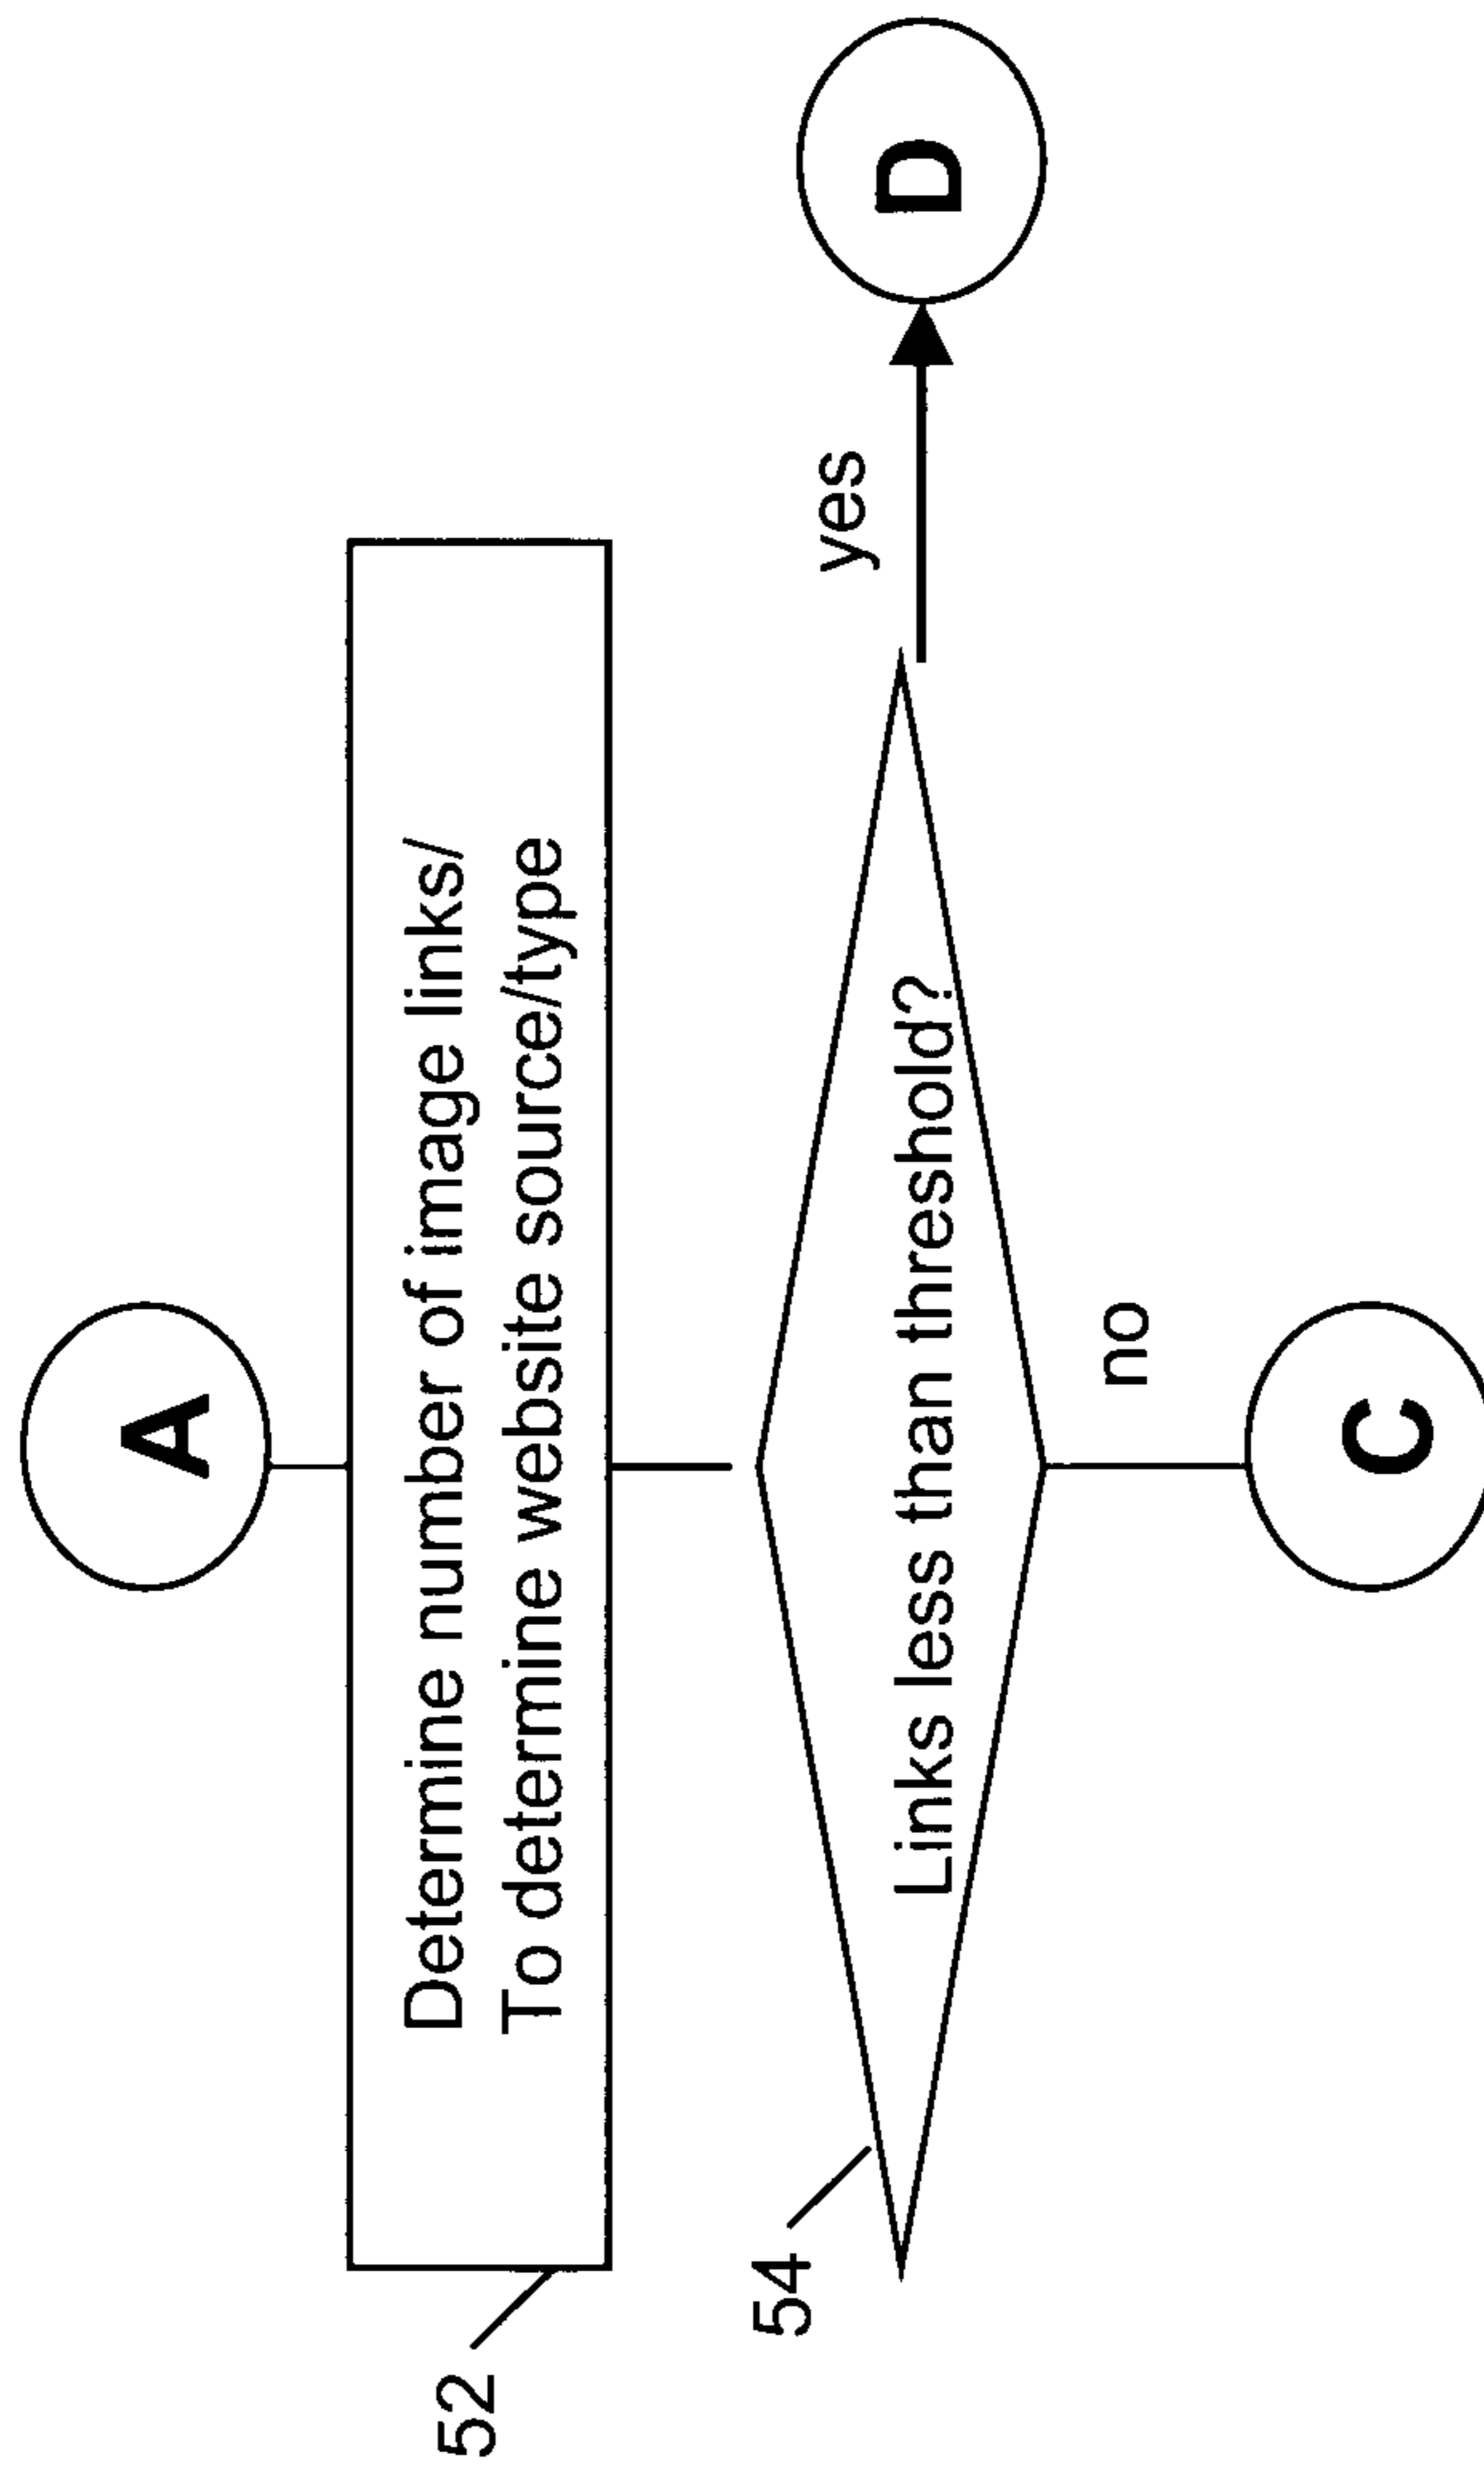 A
52
Determine number of image links/
To determine website source/type
54
Links less than threshold?
yes
D
no
C